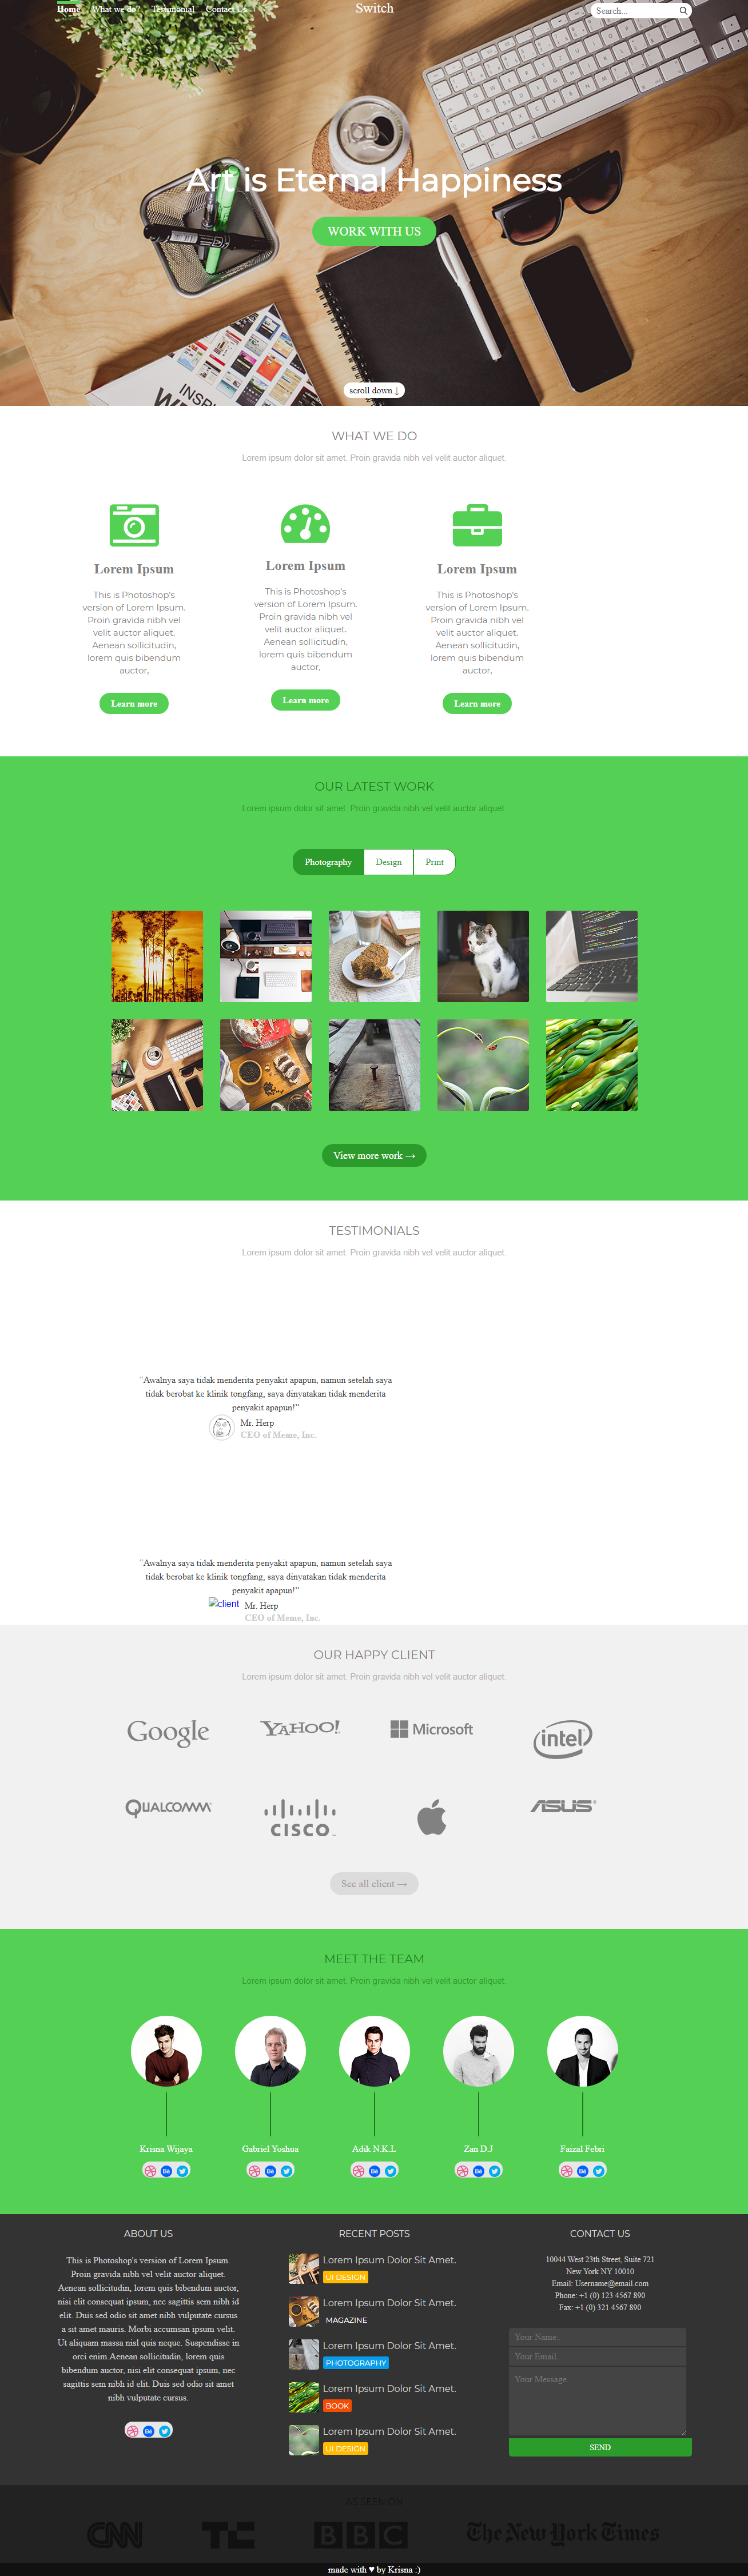 Home What we do? Testimonial Contact Us
Switch
Search...
Art is Eternal Happiness
WORK WITH US
INSPI
scroll down ↓
WHAT WE DO
Lorem ipsum dolor sit amet. Proin gravida nibh vel velit auctor aliquet.
Lorem Ipsum
This is Photoshop's
version of Lorem Ipsum.
Proin gravida nibh vel
velit auctor aliquet.
Aenean sollicitudin,
lorem quis bibendum
auctor,
Learn more
Lorem Ipsum
This is Photoshop's
version of Lorem Ipsum.
Proin gravida nibh vel
velit auctor aliquet.
Aenean sollicitudin,
lorem quis bibendum
auctor,
Learn more
Lorem Ipsum
This is Photoshop's
version of Lorem Ipsum.
Proin gravida nibh vel
velit auctor aliquet.
Aenean sollicitudin,
lorem quis bibendum
auctor,
Learn more
OUR LATEST WORK
Lorem ipsum dolor sit amet. Proin gravida nibh vel velit auctor aliquet.
Photography Design Print
View more work →
TESTIMONIALS
Lorem ipsum dolor sit amet. Proin gravida nibh vel velit auctor aliquet.
"Awalnya saya tidak menderita penyakit apapun, namun setelah saya
tidak berobat ke klinik tongfang, saya dinyatakan tidak menderita
penyakit apapun!"
Mr. Herp
CEO of Meme, Inc.
"Awalnya saya tidak menderita penyakit apapun, namun setelah saya
tidak berobat ke klinik tongfang, saya dinyatakan tidak menderita
penyakit apapun!"
client
Mr. Herp
CEO of Meme, Inc.
OUR HAPPY CLIENT
Lorem ipsum dolor sit amet. Proin gravida nibh vel velit auctor aliquet.
Google YAHOO! Microsoft intel
QUALCOMM CISCO ASUS
See all client →
MEET THE TEAM
Lorem ipsum dolor sit amet. Proin gravida nibh vel velit auctor aliquet.
Krisna Wijaya
Gabriel Yoshua
Adik N.K.L
Zan D.J
Faizal Febri
ABOUT US
This is Photoshop's version of Lorem Ipsum.
Proin gravida nibh vel velit auctor aliquet.
Aenean sollicitudin, lorem quis bibendum auctor,
nisi elit consequat ipsum, nec sagittis sem nibh id
elit. Duis sed odio sit amet nibh vulputate cursus
a sit amet mauris. Morbi accumsan ipsum velit.
Ut aliquam massa nisl quis neque. Suspendisse in
orci enim.Aenean sollicitudin, lorem quis
bibendum auctor, nisi elit consequat ipsum, nec
sagittis sem nibh id elit. Duis sed odio sit amet
nibh vulputate cursus.
RECENT POSTS
Lorem Ipsum Dolor Sit Amet.
UI DESIGN
Lorem Ipsum Dolor Sit Amet.
MAGAZINE
Lorem Ipsum Dolor Sit Amet.
PHOTOGRAPHY
Lorem Ipsum Dolor Sit Amet.
BOOK
Lorem Ipsum Dolor Sit Amet.
UI DESIGN
CONTACT US
10044 West 23th Street, Suite 721
New York NY 10010
Email: Username@email.com
Phone: +1 (0) 123 4567 890
Fax: +1 (0) 321 4567 890
Your Name..
Your Email..
Your Message...
SEND
AS SEEN ON
CNN TC BBC The New York Times
made with ♥ by Krisna :)